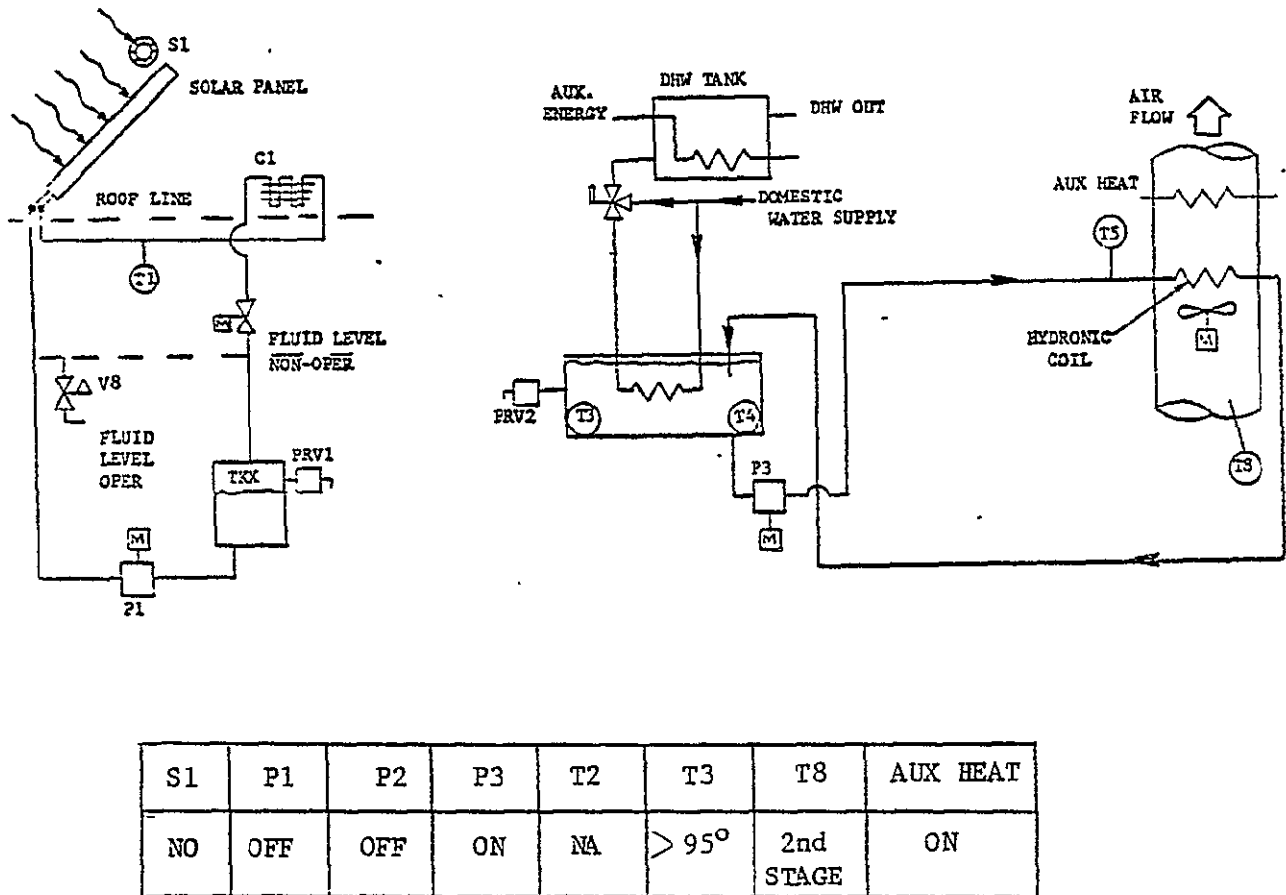 S1
SOLAR PANEL
C1
ROOF LINE
T1
M
FLUID LEVEL
NON-OPER
V8
FLUID
LEVEL
OPER
PRV1
TKX
M
P1
DHW TANK
AUX.
ENERGY
DHW OUT
DOMESTIC
WATER SUPPLY
PRV2
T3
T4
P3
M
AIR
FLOW
AUX HEAT
T5
HYDRONIC
COIL
M
T8
S1 P1 P2 P3 T2 T3 T8 AUX HEAT
NO OFF OFF ON NA > 95° 2nd STAGE ON